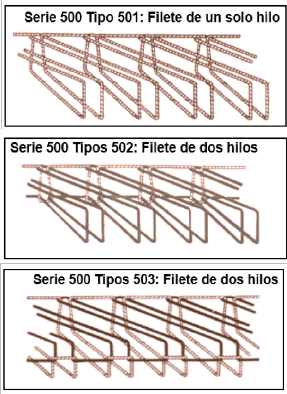 Serie 500 Tipo 501: Filete de un solo hilo
Serie 500 Tipos 502: Filete de dos hilos
Serie 500 Tipos 503: Filete de dos hilos